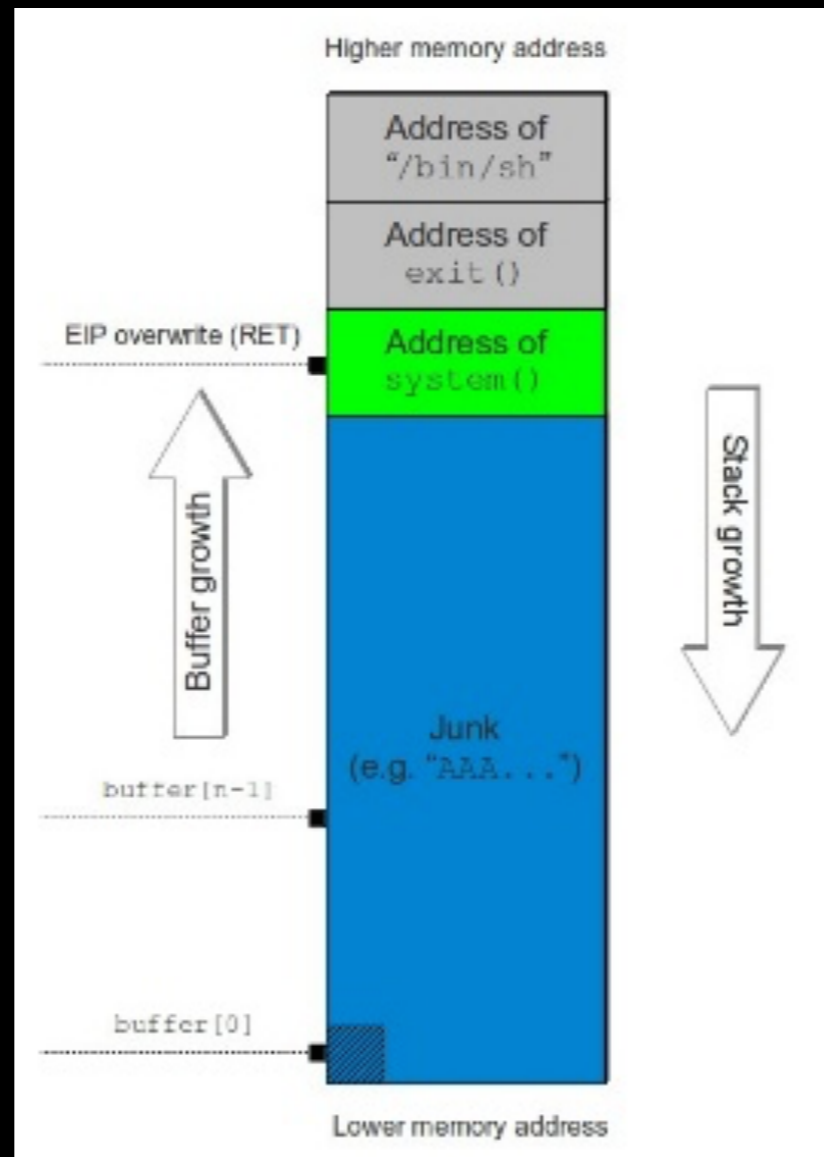 Higher memory address
Address of
“/bin/sh”
Address of
exit()
EIP overwrite (RET)
Address of
system()
Buffer growth
Stack growth
Junk
(e.g. “AAA...”)
buffer[n-1]
buffer[0]
Lower memory address